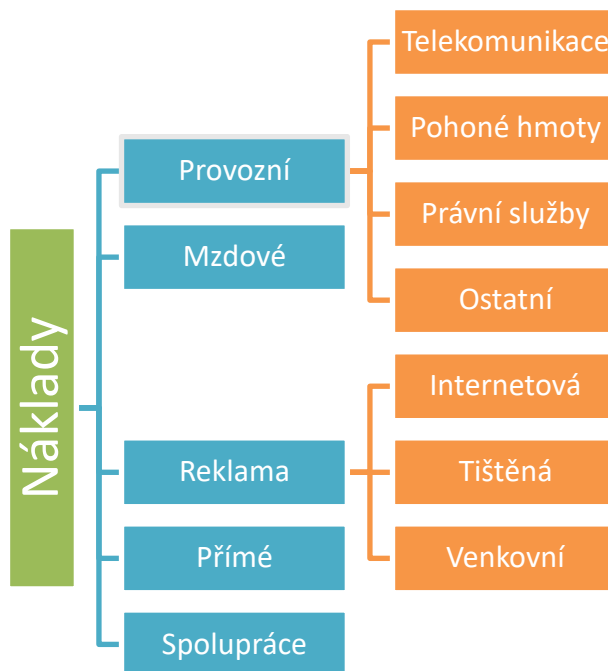 Náklady
Provozní
Telekomunikace
Pohoné hmoty
Právní služby
Ostatní
Mzdové
Reklama
Internetová
Tištěná
Venkovní
Přímé
Spolupráce